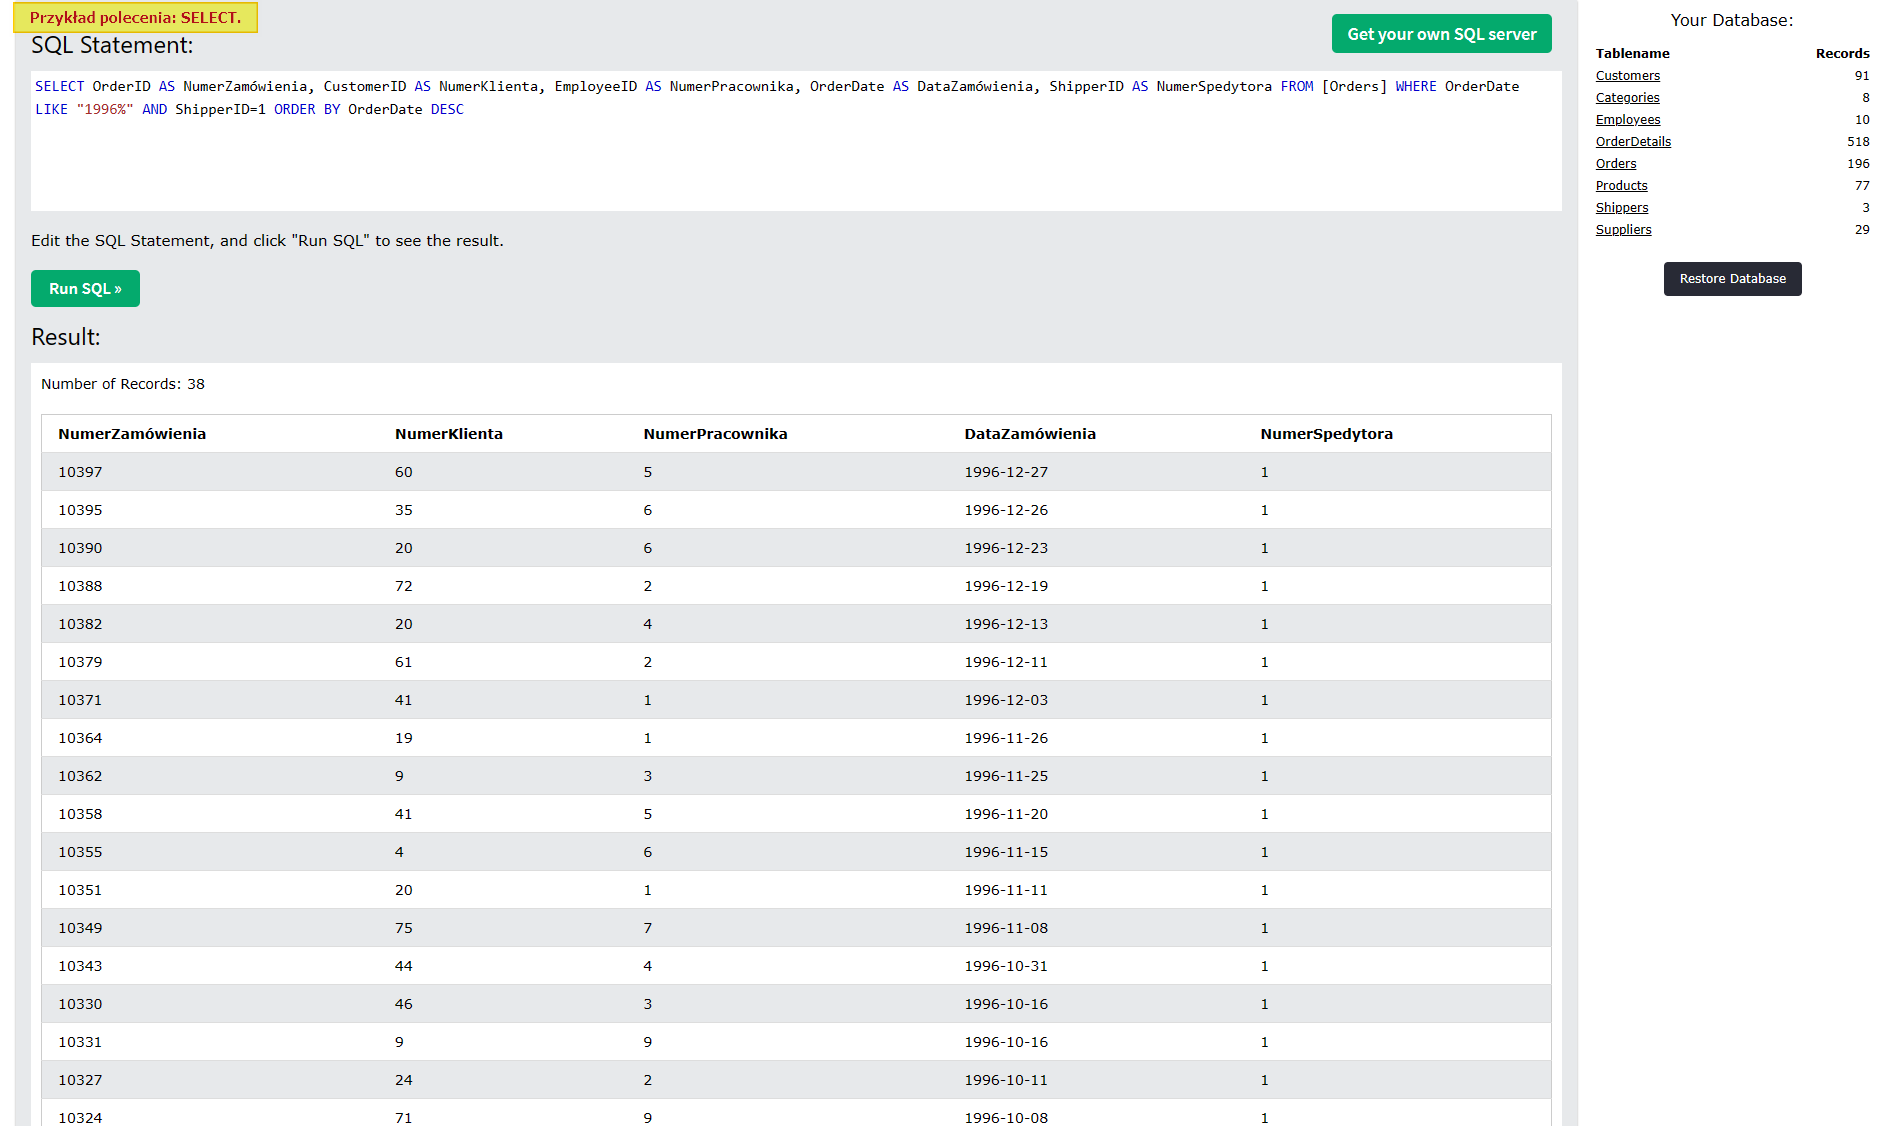 Przykład polecenia: SELECT.
SQL Statement:
Get your own SQL server
SELECT OrderID AS NumerZamówienia, CustomerID AS NumerKlienta, EmployeeID AS NumerPracownika, OrderDate AS DataZamówienia, ShipperID AS NumerSpedytora FROM [Orders] WHERE OrderDate
LIKE "1996%" AND ShipperID=1 ORDER BY OrderDate DESC
Edit the SQL Statement, and click "Run SQL" to see the result.
Run SQL »
Result:
Number of Records: 38
NumerZamówienia NumerKlienta NumerPracownika DataZamówienia NumerSpedytora
10397 60 5 1996-12-27 1
10395 35 6 1996-12-26 1
10390 20 6 1996-12-23 1
10388 72 2 1996-12-19 1
10382 20 4 1996-12-13 1
10379 61 2 1996-12-11 1
10371 41 1 1996-12-03 1
10364 19 1 1996-11-26 1
10362 9 3 1996-11-25 1
10358 41 5 1996-11-20 1
10355 4 6 1996-11-15 1
10351 20 1 1996-11-11 1
10349 75 7 1996-11-08 1
10343 44 4 1996-10-31 1
10330 46 3 1996-10-16 1
10331 9 9 1996-10-16 1
10327 24 2 1996-10-11 1
10324 71 9 1996-10-08 1
Your Database:
Tablename Records
Customers 91
Categories 8
Employees 10
OrderDetails 518
Orders 196
Products 77
Shippers 3
Suppliers 29
Restore Database